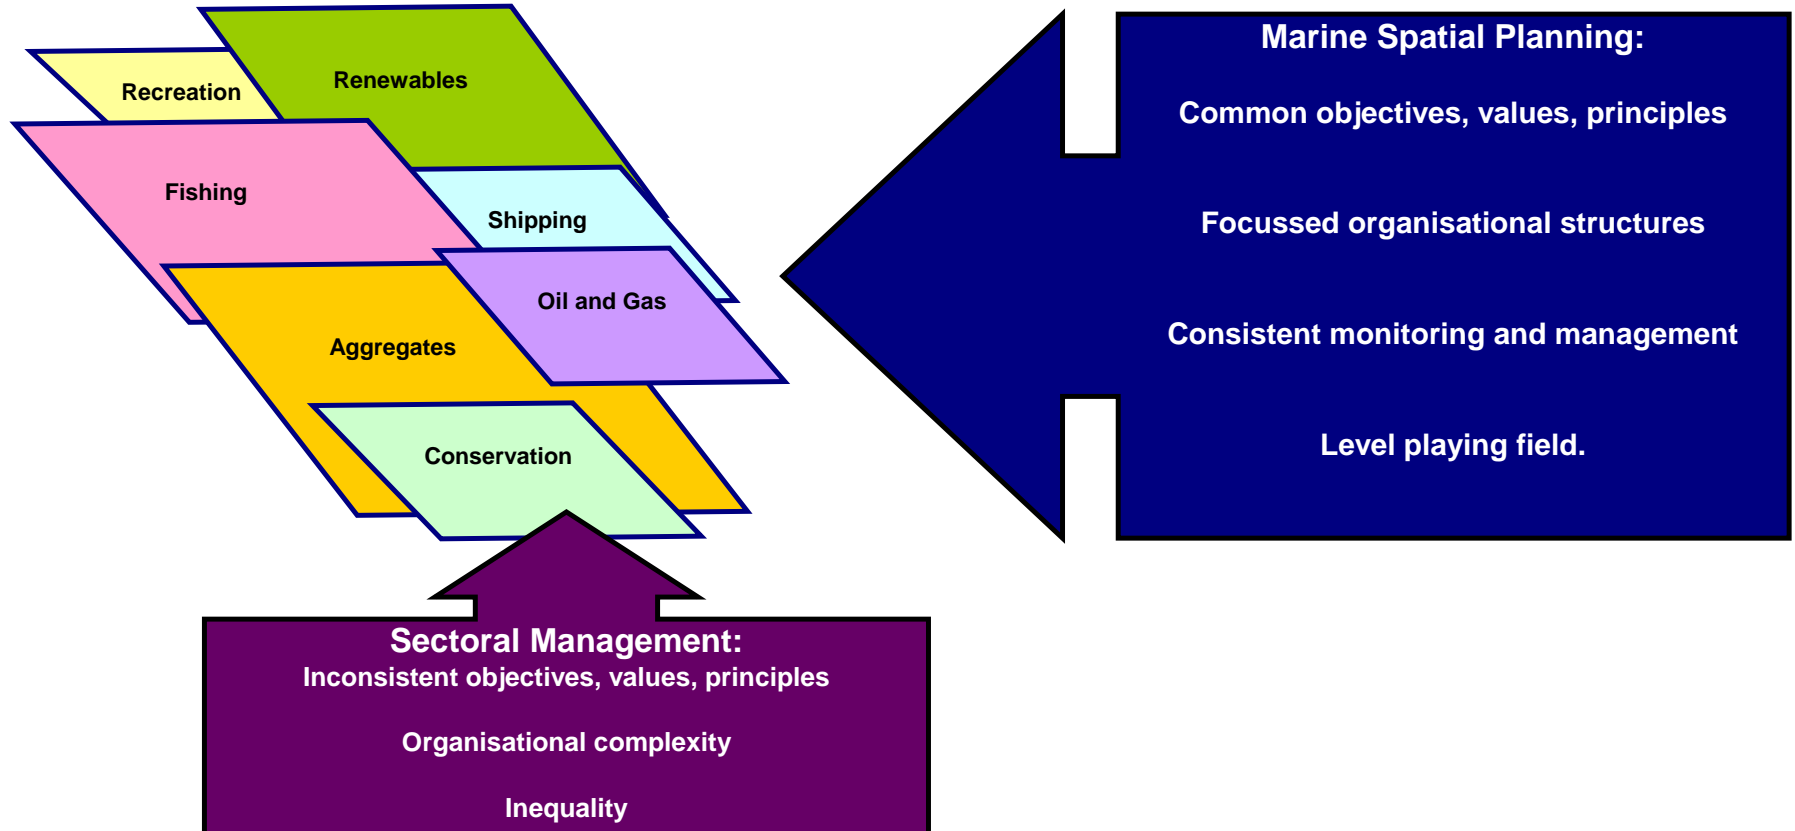 Renewables
Recreation
Fishing
Shipping
Oil and Gas
Aggregates
Conservation
Marine Spatial Planning:
Common objectives, values, principles
Focussed organisational structures
Consistent monitoring and management
Level playing field.
Sectoral Management:
Inconsistent objectives, values, principles
Organisational complexity
Inequality